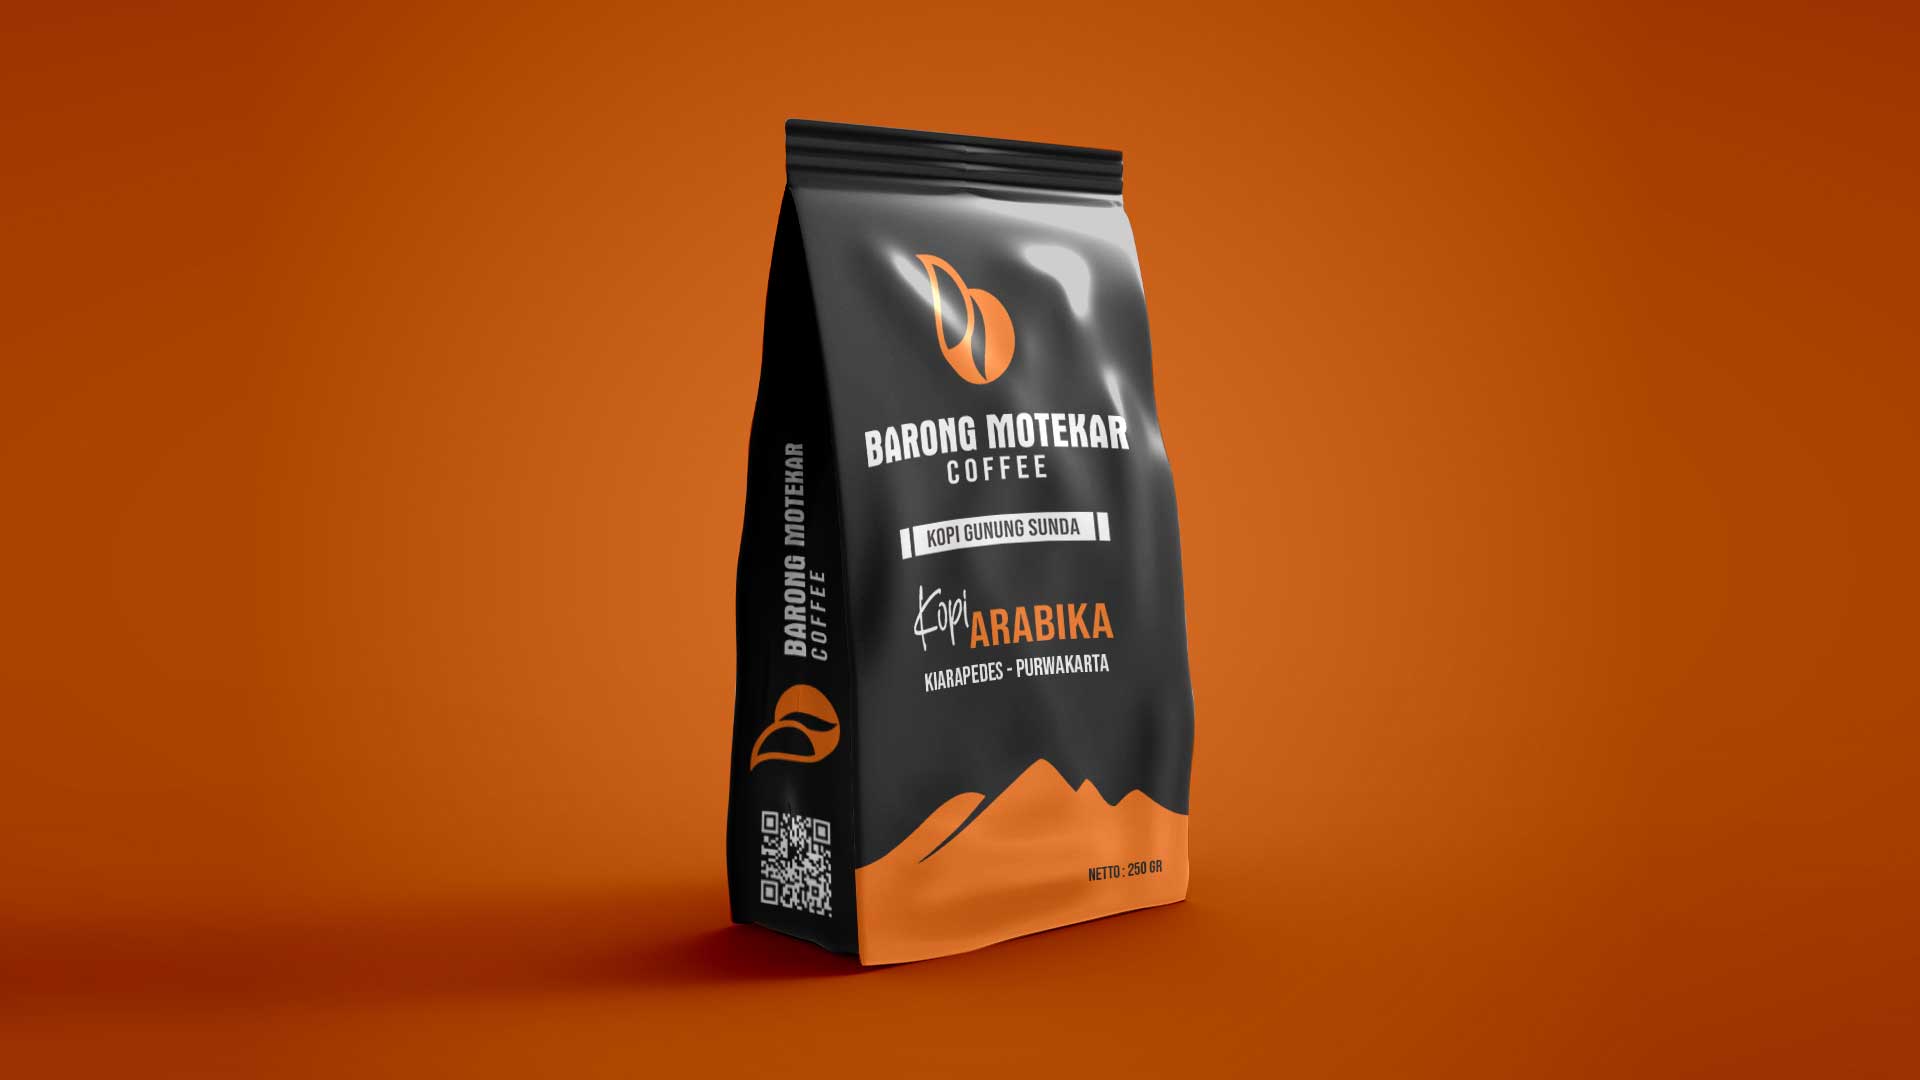 BARONG MOTEKAR
COFFEE
KOPI GUNUNG SUNDA
Kopi ARABIKA
KIARAPEDES - PURWAKARTA
NETTO : 250 GR
BARONG MOTEKAR
COFFEE